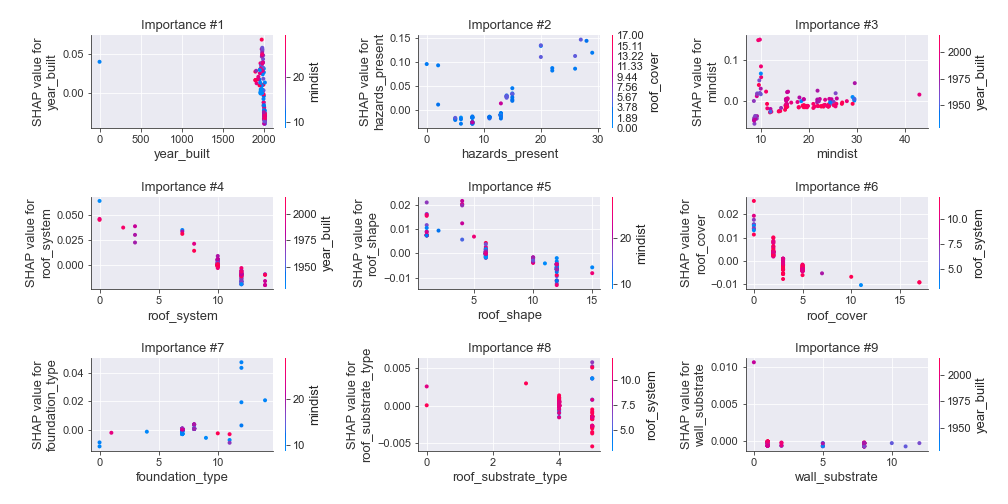 Importance #1
SHAP value for
year_built
0.05
0.00
0
500
1000
1500
2000
year_built
20
10
mindist
Importance #2
SHAP value for
hazards_present
0.15
0.10
0.05
0.00
0
10
20
30
hazards_present
17.00
15.11
13.22
11.33
9.44
7.56
5.67
3.78
1.89
0.00
roof_cover
Importance #3
SHAP value for
mindist
0.1
0.0
10
20
30
40
mindist
2000
1975
1950
year_built
Importance #4
SHAP value for
roof_system
0.050
0.025
0.000
0
5
10
roof_system
2000
1975
1950
year_built
Importance #5
SHAP value for
roof_shape
0.02
0.01
0.00
−0.01
5
10
15
roof_shape
20
10
mindist
Importance #6
SHAP value for
roof_cover
0.02
0.01
0.00
−0.01
0
5
10
15
roof_cover
10.0
7.5
5.0
roof_system
Importance #7
SHAP value for
foundation_type
0.04
0.02
0.00
0
5
10
foundation_type
20
10
mindist
Importance #8
SHAP value for
roof_substrate_type
0.005
0.000
−0.005
0
2
4
roof_substrate_type
10.0
7.5
5.0
roof_system
Importance #9
SHAP value for
wall_substrate
0.010
0.005
0.000
0
5
10
wall_substrate
2000
1975
1950
year_built